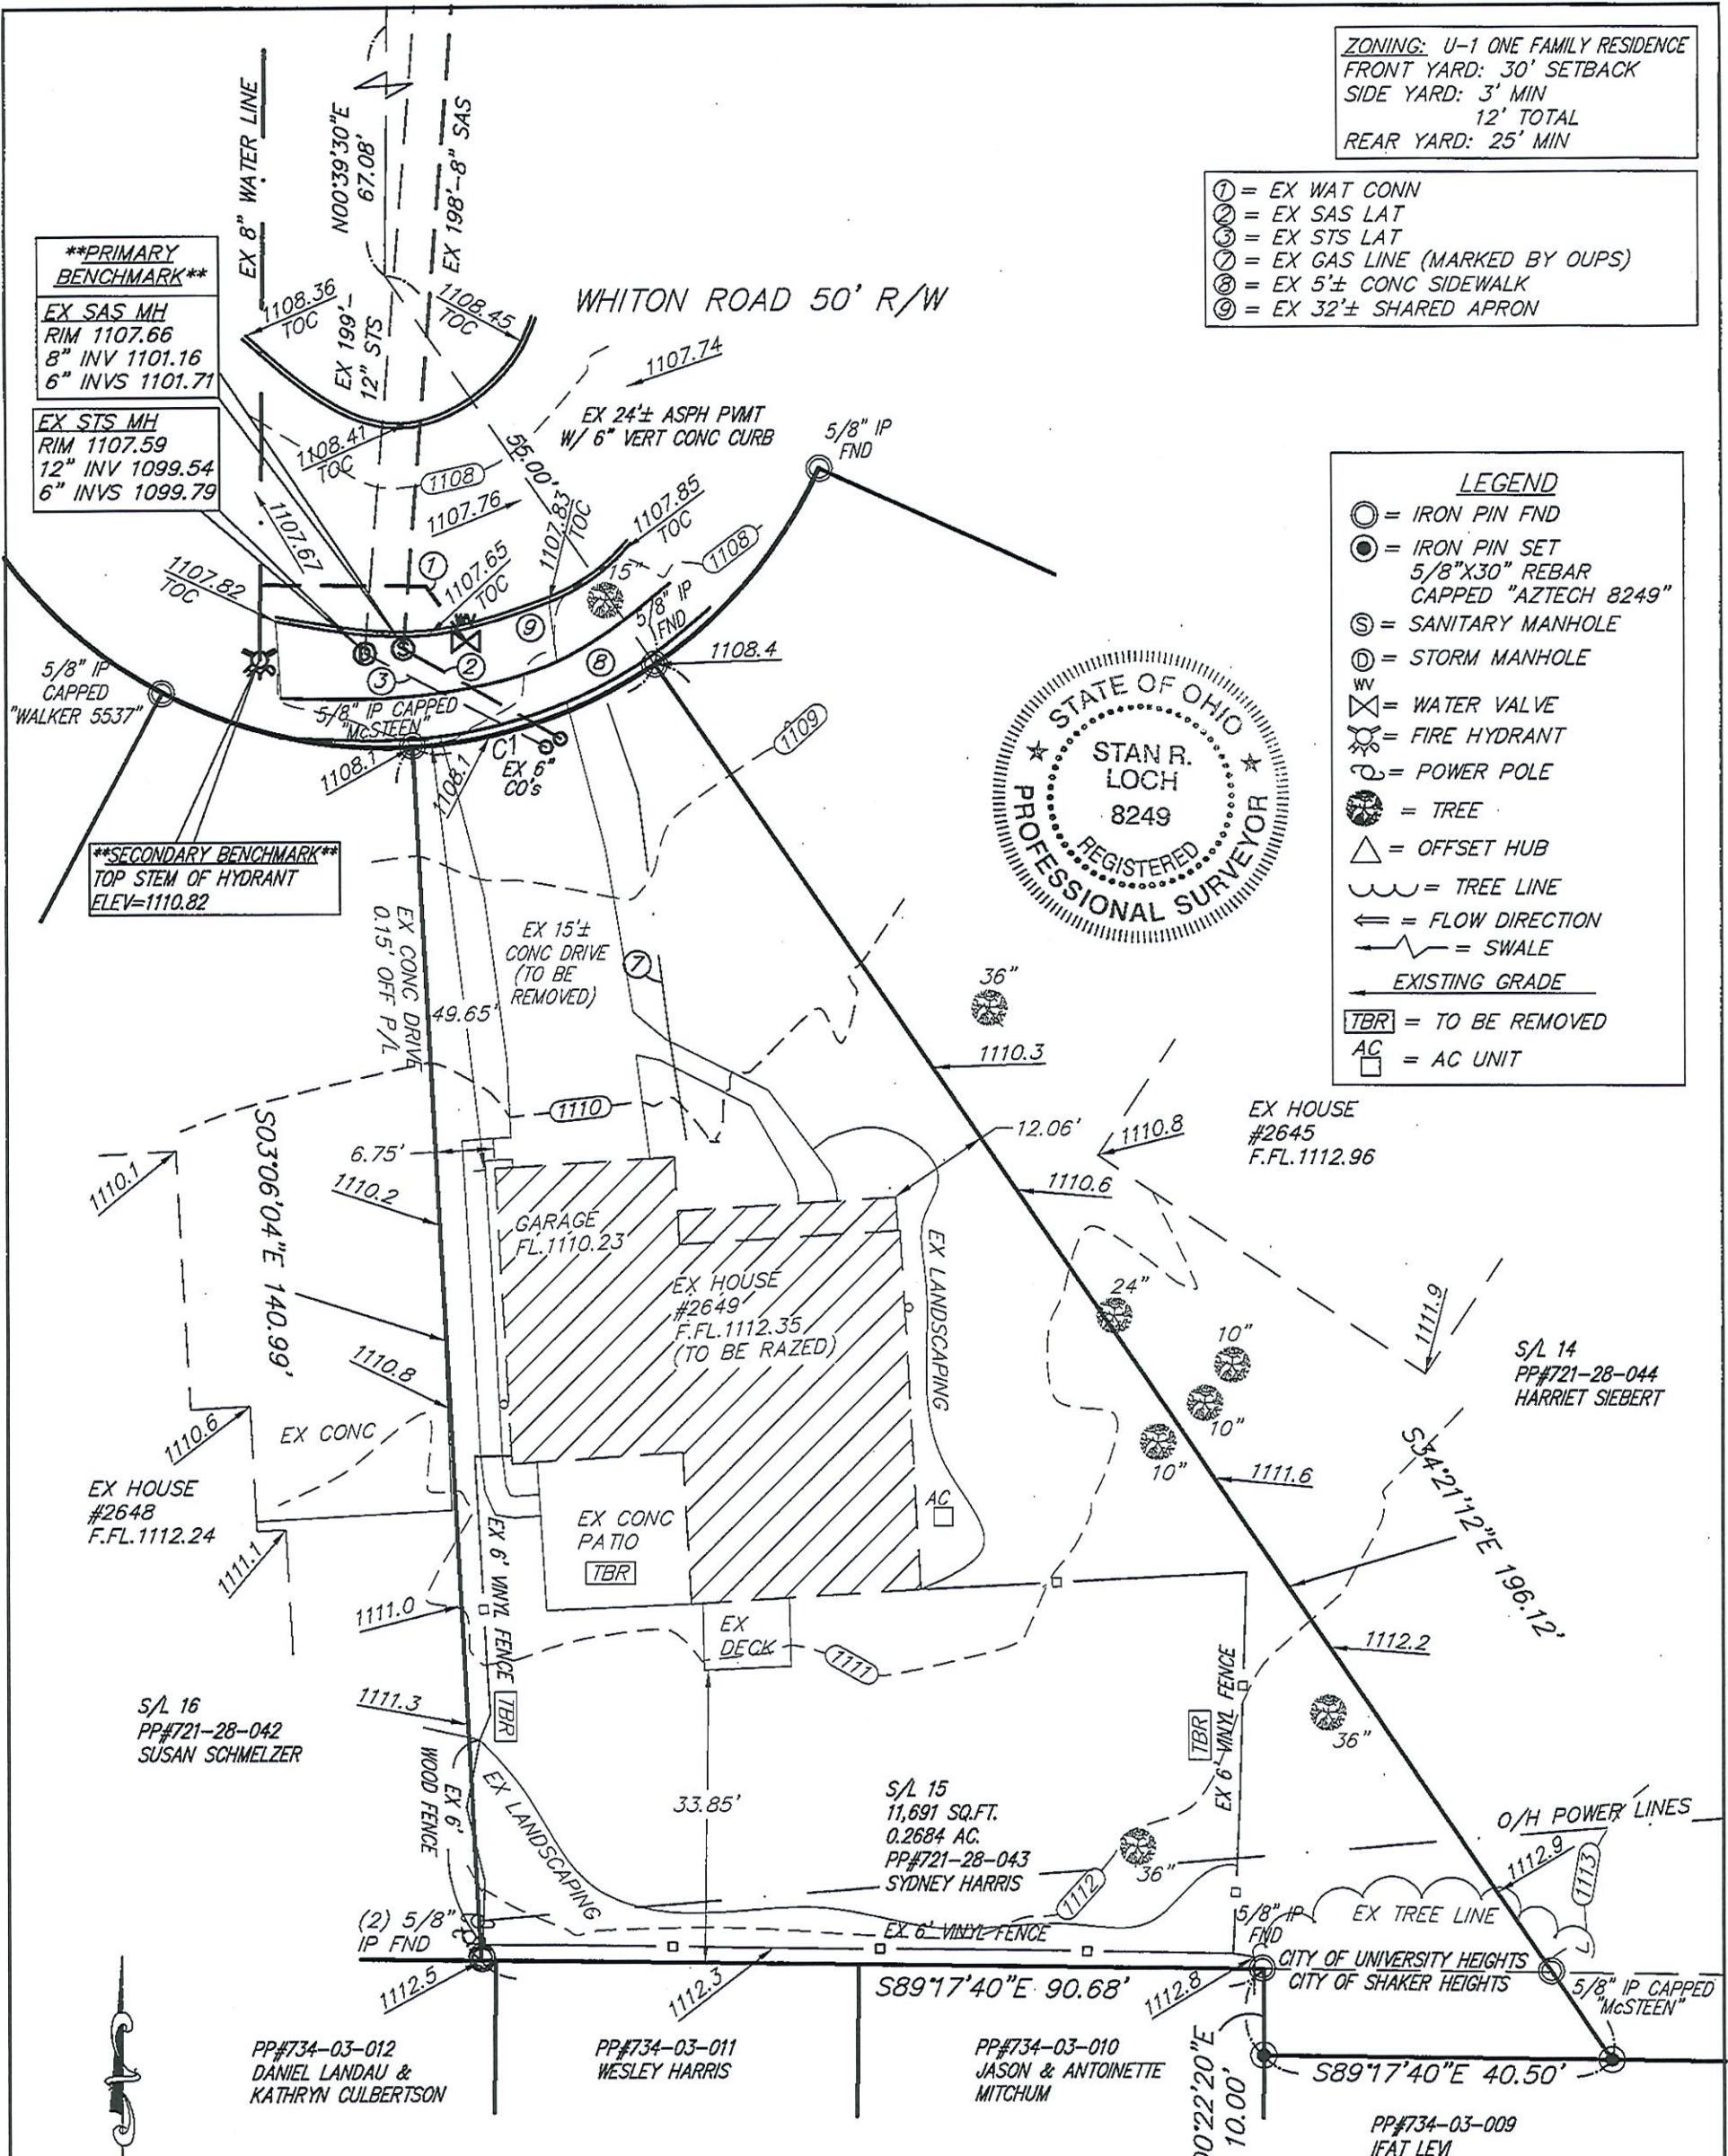 ZONING: U-1 ONE FAMILY RESIDENCE
FRONT YARD: 30' SETBACK
SIDE YARD: 3' MIN
12' TOTAL
REAR YARD: 25' MIN
①= EX WAT CONN
②= EX SAS LAT
③= EX STS LAT
⑦= EX GAS LINE (MARKED BY OUPS)
⑧= EX 5'± CONC SIDEWALK
⑨= EX 32'± SHARED APRON
EX 8" WATER LINE
N00°39'30"E
67.08'
EX 198'-8" SAS
EX 199'-
12" STS
**PRIMARY
BENCHMARK**
EX SAS MH
RIM 1107.66
8" INV 1101.16
6" INVS 1101.71
EX STS MH
RIM 1107.59
12" INV 1099.54
6" INVS 1099.79
1108.36
TOC
1108.45
TOC
WHITON ROAD 50' R/W
1107.74
EX 24'± ASPH PVMT
W/ 6" VERT CONC CURB
5/8" IP
FND
1108.41
TOC
1108
55.00'
1107.76
1107.83
TOC
1107.85
TOC
1108
1107.67
①
1107.65
TOC
15"
1107.82
TOC
WV
⑨
5/8" IP
FND
D
S
②
⑧
1108.4
③
5/8" IP
CAPPED
"WALKER 5537"
5/8" IP CAPPED
"McSTEEN"
1108.1
1108.1
C1
EX 6"
CO's
1109
**SECONDARY BENCHMARK**
TOP STEM OF HYDRANT
ELEV=1110.82
LEGEND
= IRON PIN FND
= IRON PIN SET
5/8"X30" REBAR
CAPPED "AZTECH 8249"
Ⓢ= SANITARY MANHOLE
Ⓓ= STORM MANHOLE
WV
= WATER VALVE
= FIRE HYDRANT
= POWER POLE
= TREE
= OFFSET HUB
= TREE LINE
= FLOW DIRECTION
= SWALE
EXISTING GRADE
TBR = TO BE REMOVED
AC
= AC UNIT
STATE OF OHIO
STAN R.
LOCH
8249
REGISTERED
PROFESSIONAL SURVEYOR
EX CONC DRIVE
0.15' OFF P/L
49.65'
EX 15'±
CONC DRIVE
(TO BE
REMOVED)
⑦
36"
1110.3
1110
12.06'
1110.8
EX HOUSE
#2645
F.FL.1112.96
6.75'
1110.1
1110.2
S03°06'04"E 140.99'
1110.6
GARAGE
FL.1110.23
EX HOUSE
#2649
F.FL.1112.35
(TO BE RAZED)
EX LANDSCAPING
24"
10"
10"
10"
1111.9
S/L 14
PP#721-28-044
HARRIET SIEBERT
1110.8
1110.6
EX CONC
EX HOUSE
#2648
F.FL.1112.24
1111.1
1111.6
S34°21'12"E 196.12'
AC
EX CONC
PATIO
TBR
EX 6' VINYL FENCE
TBR
1111.0
EX
DECK
1111
1112.2
S/L 16
PP#721-28-042
SUSAN SCHMELZER
1111.3
EX 6' VINYL FENCE
TBR
36"
EX 6'
WOOD FENCE
EX LANDSCAPING
33.85'
S/L 15
11,691 SQ.FT.
0.2684 AC.
PP#721-28-043
SYDNEY HARRIS
36"
1112
O/H POWER LINES
1112.9
1113
EX TREE LINE
(2) 5/8"
IP FND
EX 6' VINYL FENCE
5/8" IP
FND
CITY OF UNIVERSITY HEIGHTS
CITY OF SHAKER HEIGHTS
1112.5
1112.3
S89°17'40"E 90.68'
1112.8
5/8" IP CAPPED
"McSTEEN"
PP#734-03-012
DANIEL LANDAU &
KATHRYN CULBERTSON
PP#734-03-011
WESLEY HARRIS
PP#734-03-010
JASON & ANTOINETTE
MITCHUM
0°22'20"E
10.00'
S89°17'40"E 40.50'
PP#734-03-009
IFAT LEVI